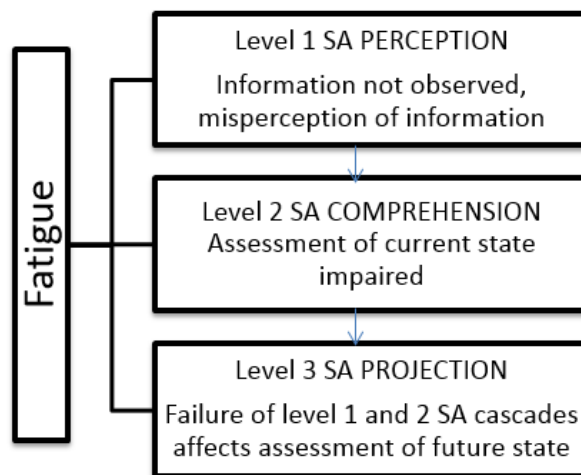 Fatigue
Level 1 SA PERCEPTION
Information not observed,
misperception of information
Level 2 SA COMPREHENSION
Assessment of current state
impaired
Level 3 SA PROJECTION
Failure of level 1 and 2 SA cascades
affects assessment of future state